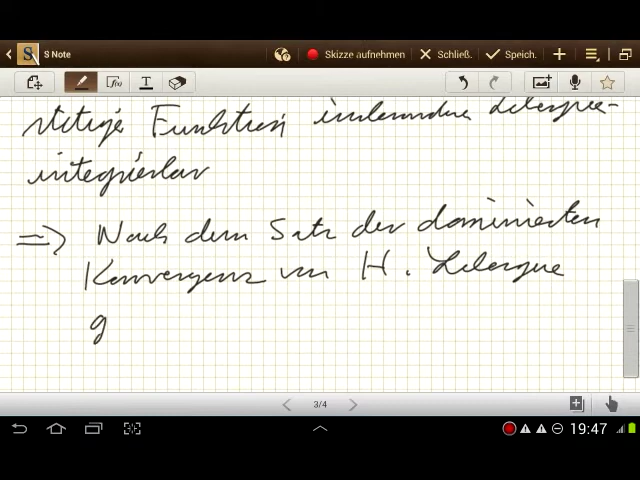 S Note
Skizze aufnehmen
Schließ.
Speich.
stetige Funktion insbesondere Lebesgue-
integrierbar
=> Nach dem Satz der dominierten
Konvergenz von H. Lebesgue
g
3/4
19:47